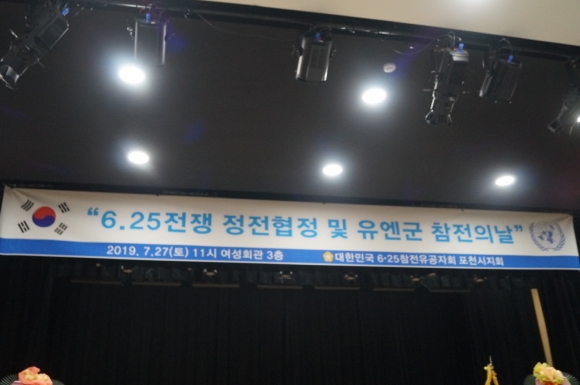 “6.25전쟁 정전협정 및 유엔군 참전의날”
2019. 7.27(토) 11시 여성회관 3층 대한민국 6·25참전유공자회 포천시지회